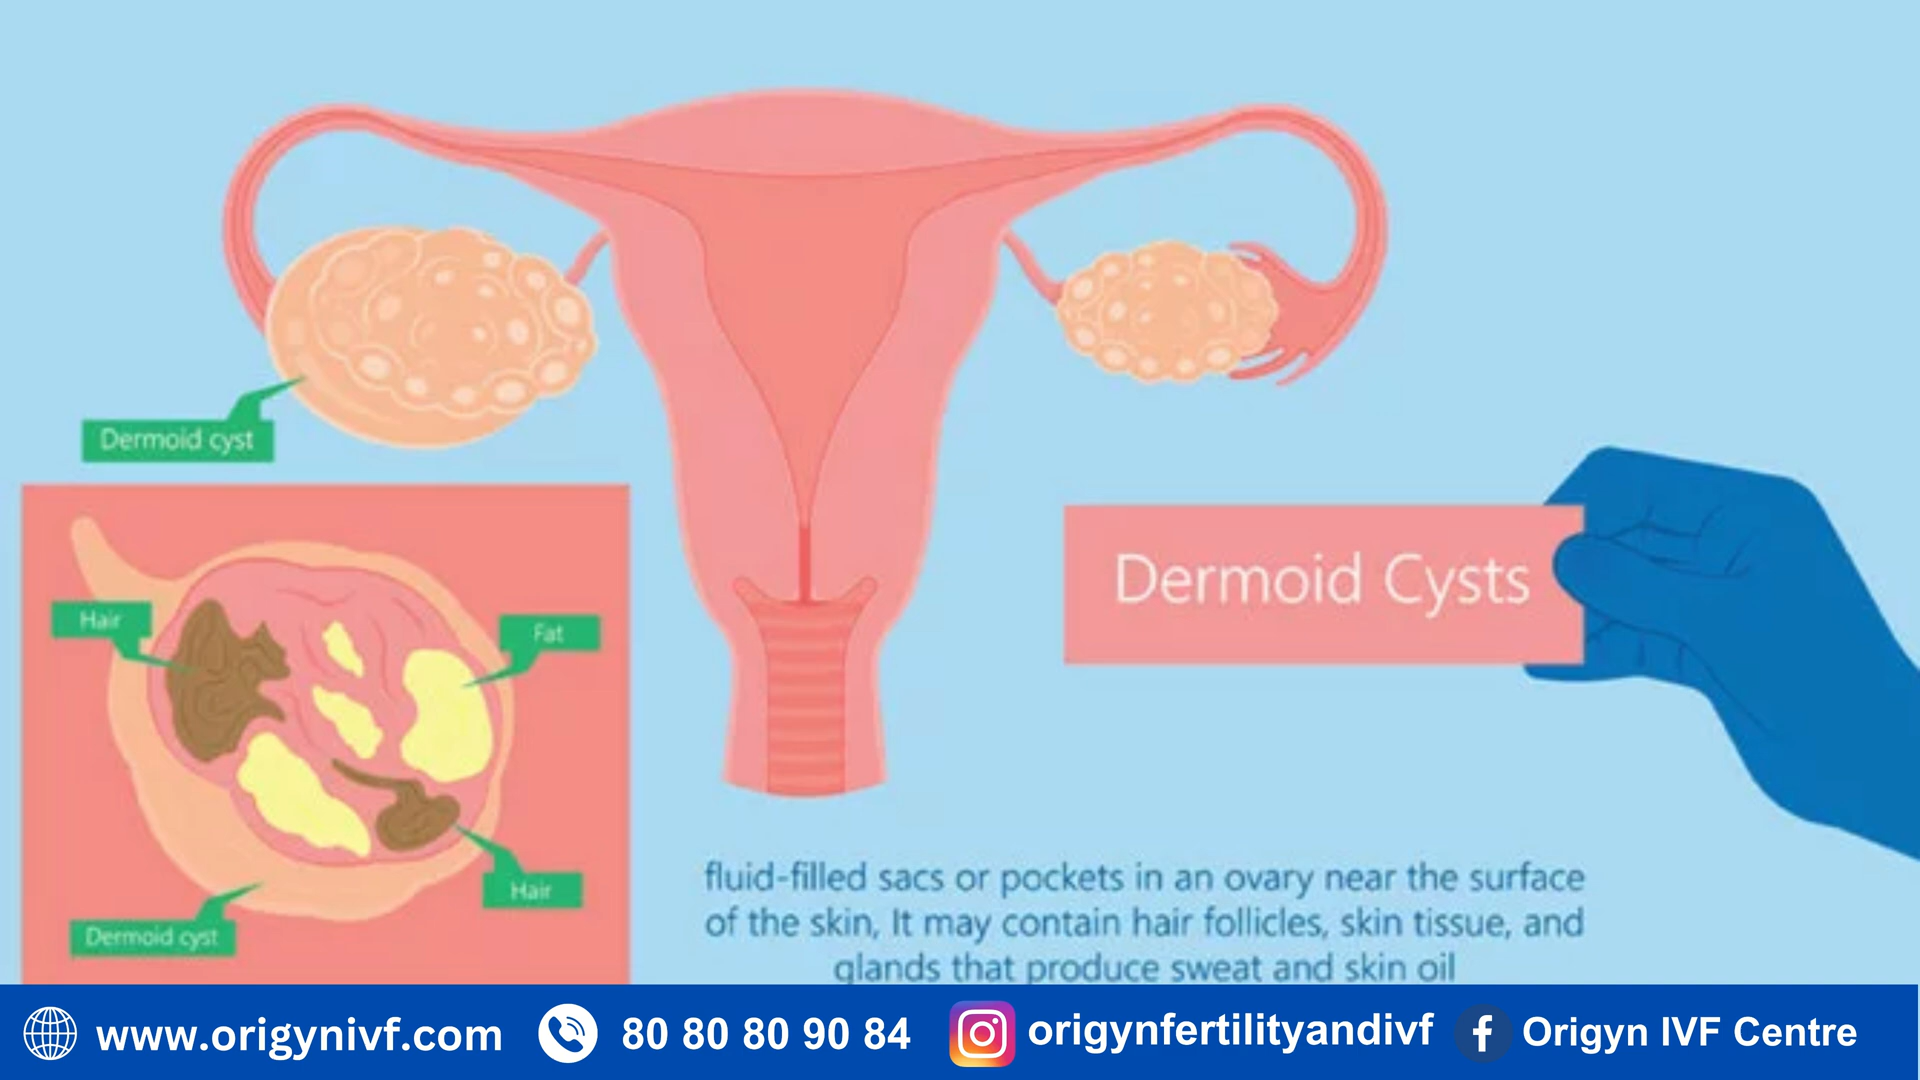 Dermoid cyst
Hair
Fat
Hair
Dermoid cyst
Dermoid Cysts
fluid-filled sacs or pockets in an ovary near the surface
of the skin, It may contain hair follicles, skin tissue, and
glands that produce sweat and skin oil
www.origynivf.com
80 80 80 90 84
origynfertilityandivf
Origyn IVF Centre